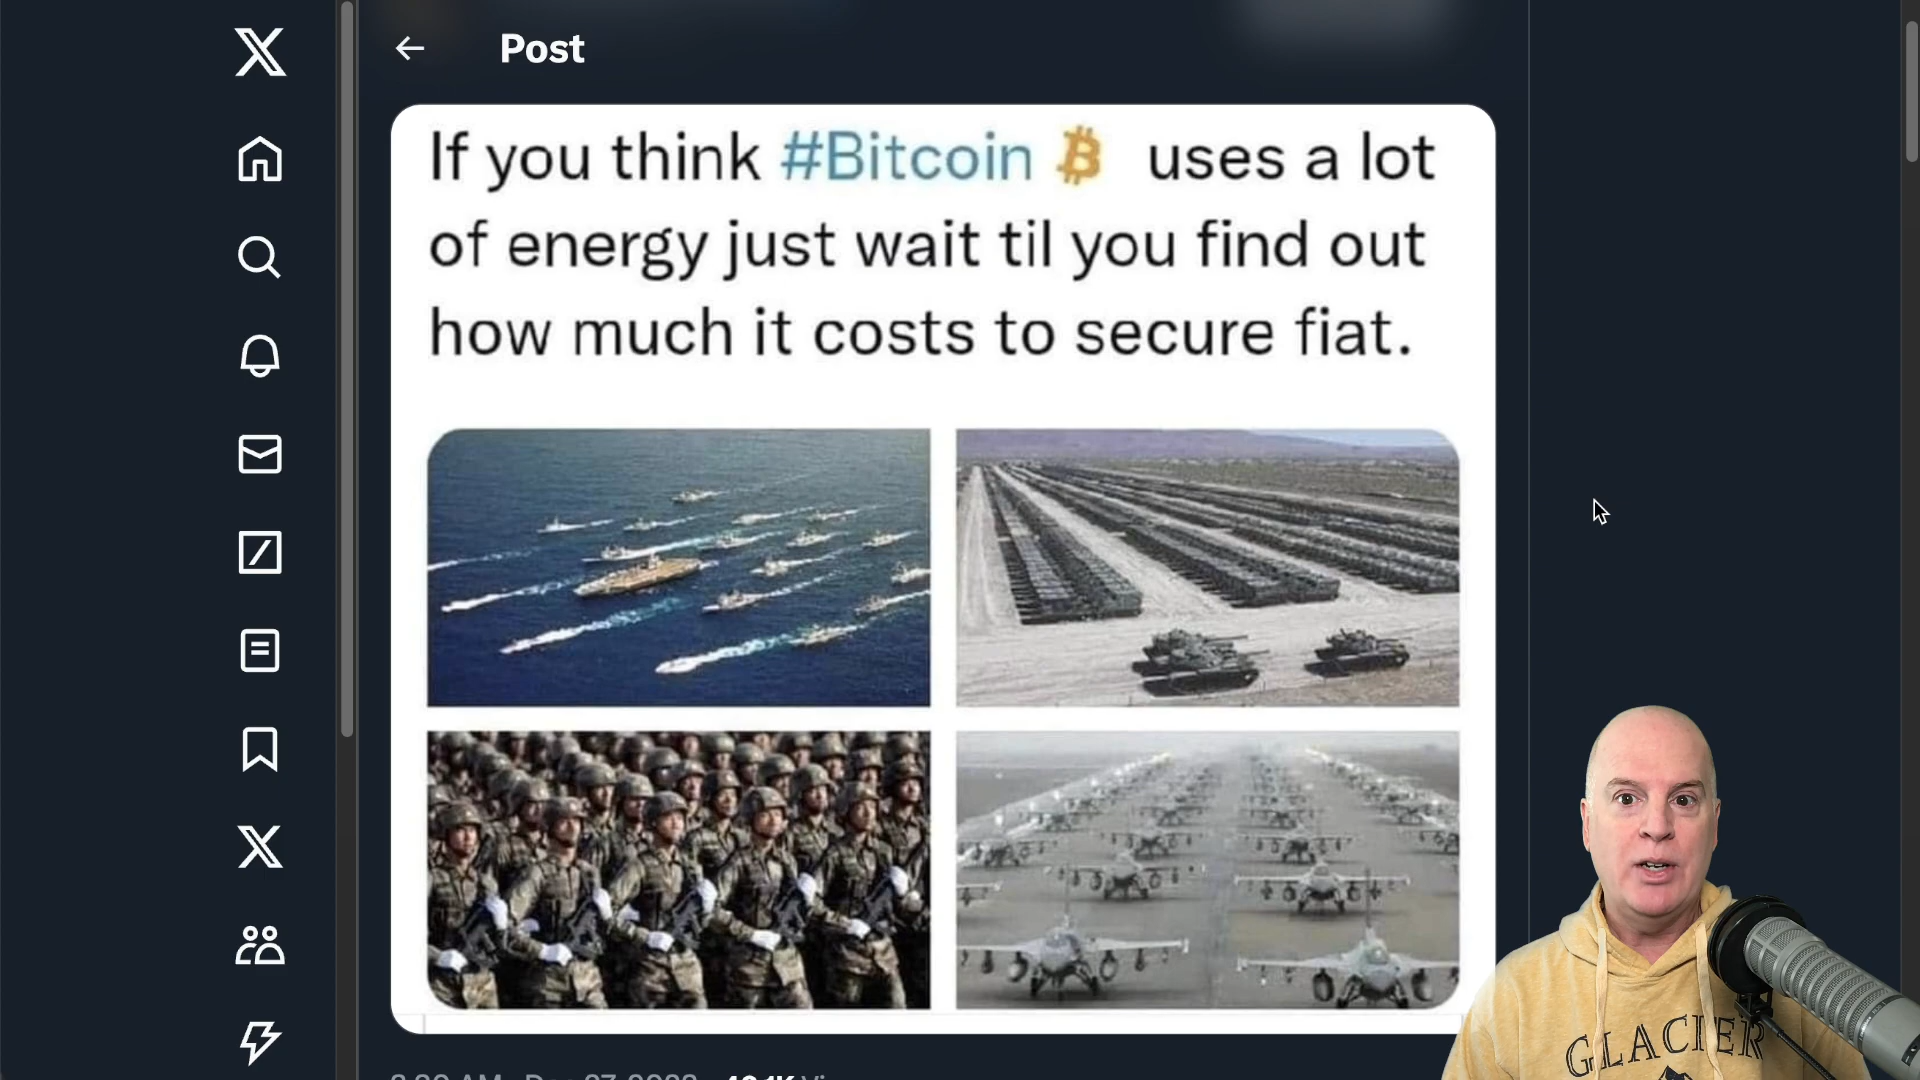 Post
If you think #Bitcoin ₿ uses a lot
of energy just wait til you find out
how much it costs to secure fiat.
GLACIER